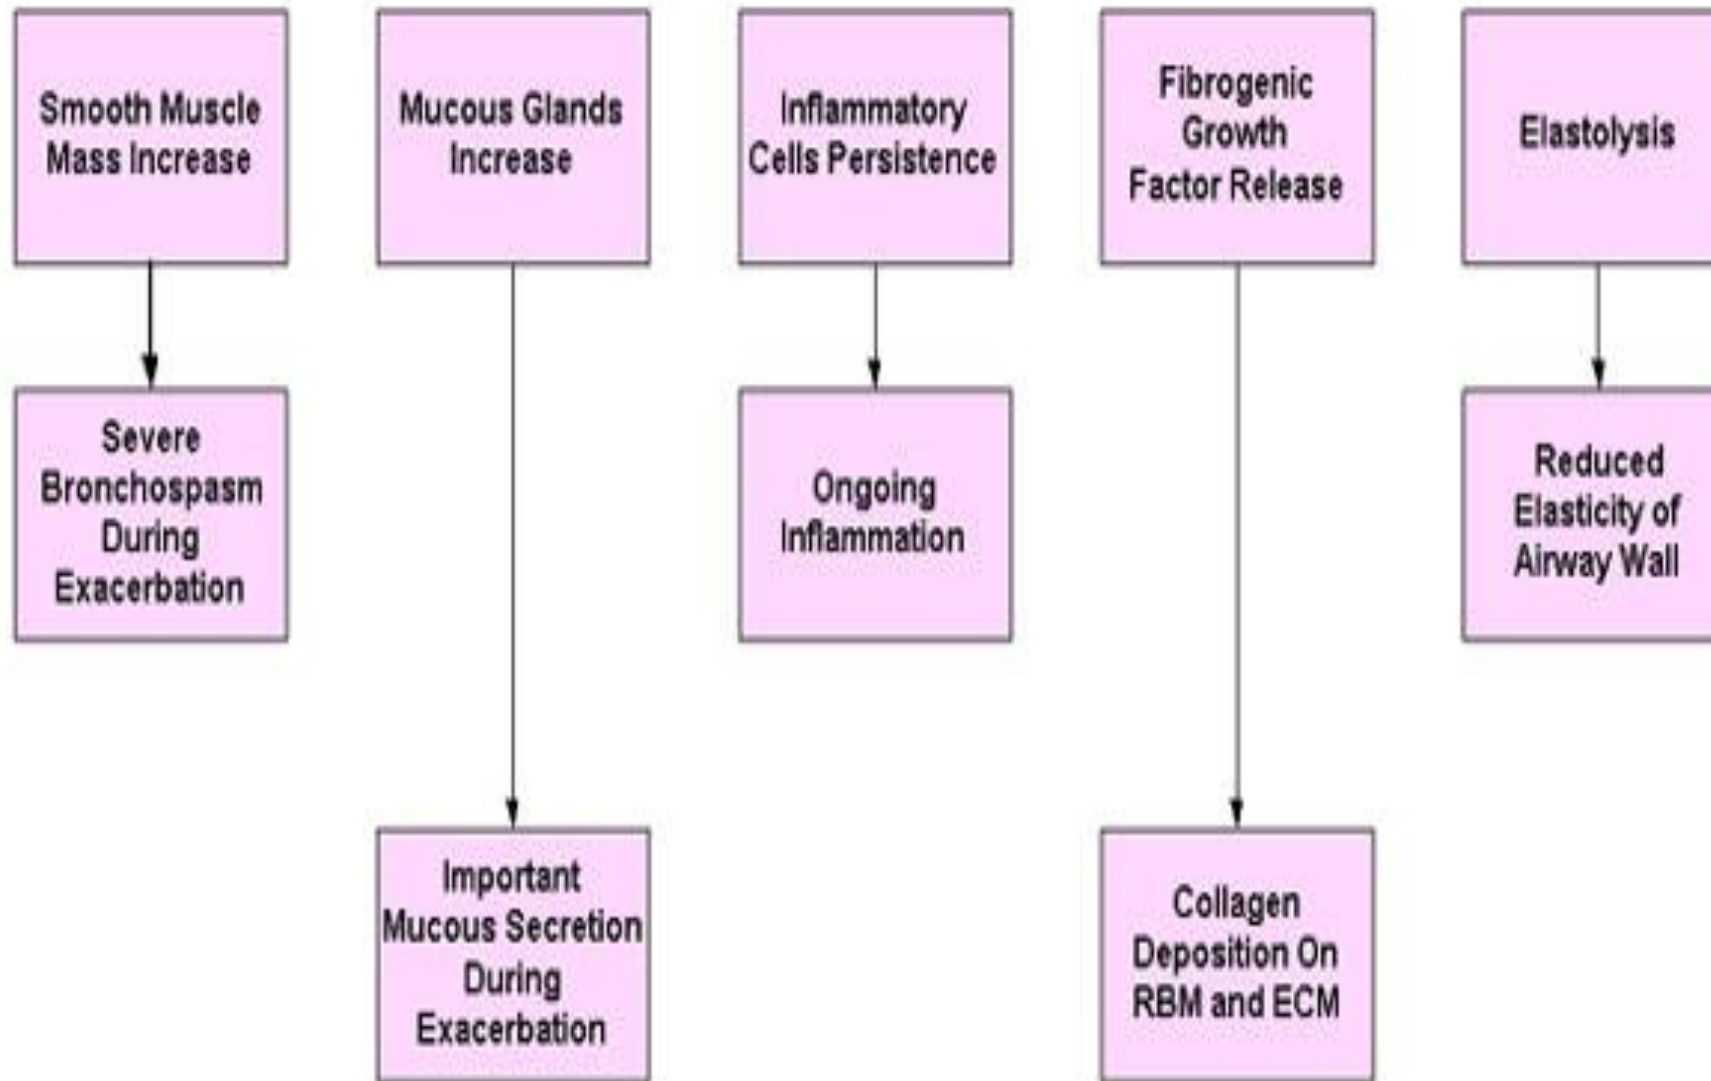 Smooth Muscle
Mass Increase
Mucous Glands
Increase
Inflammatory
Cells Persistence
Fibrogenic
Growth
Factor Release
Elastolysis
Severe
Bronchospasm
During
Exacerbation
Ongoing
Inflammation
Reduced
Elasticity of
Airway Wall
Important
Mucous Secretion
During
Exacerbation
Collagen
Deposition On
RBM and ECM